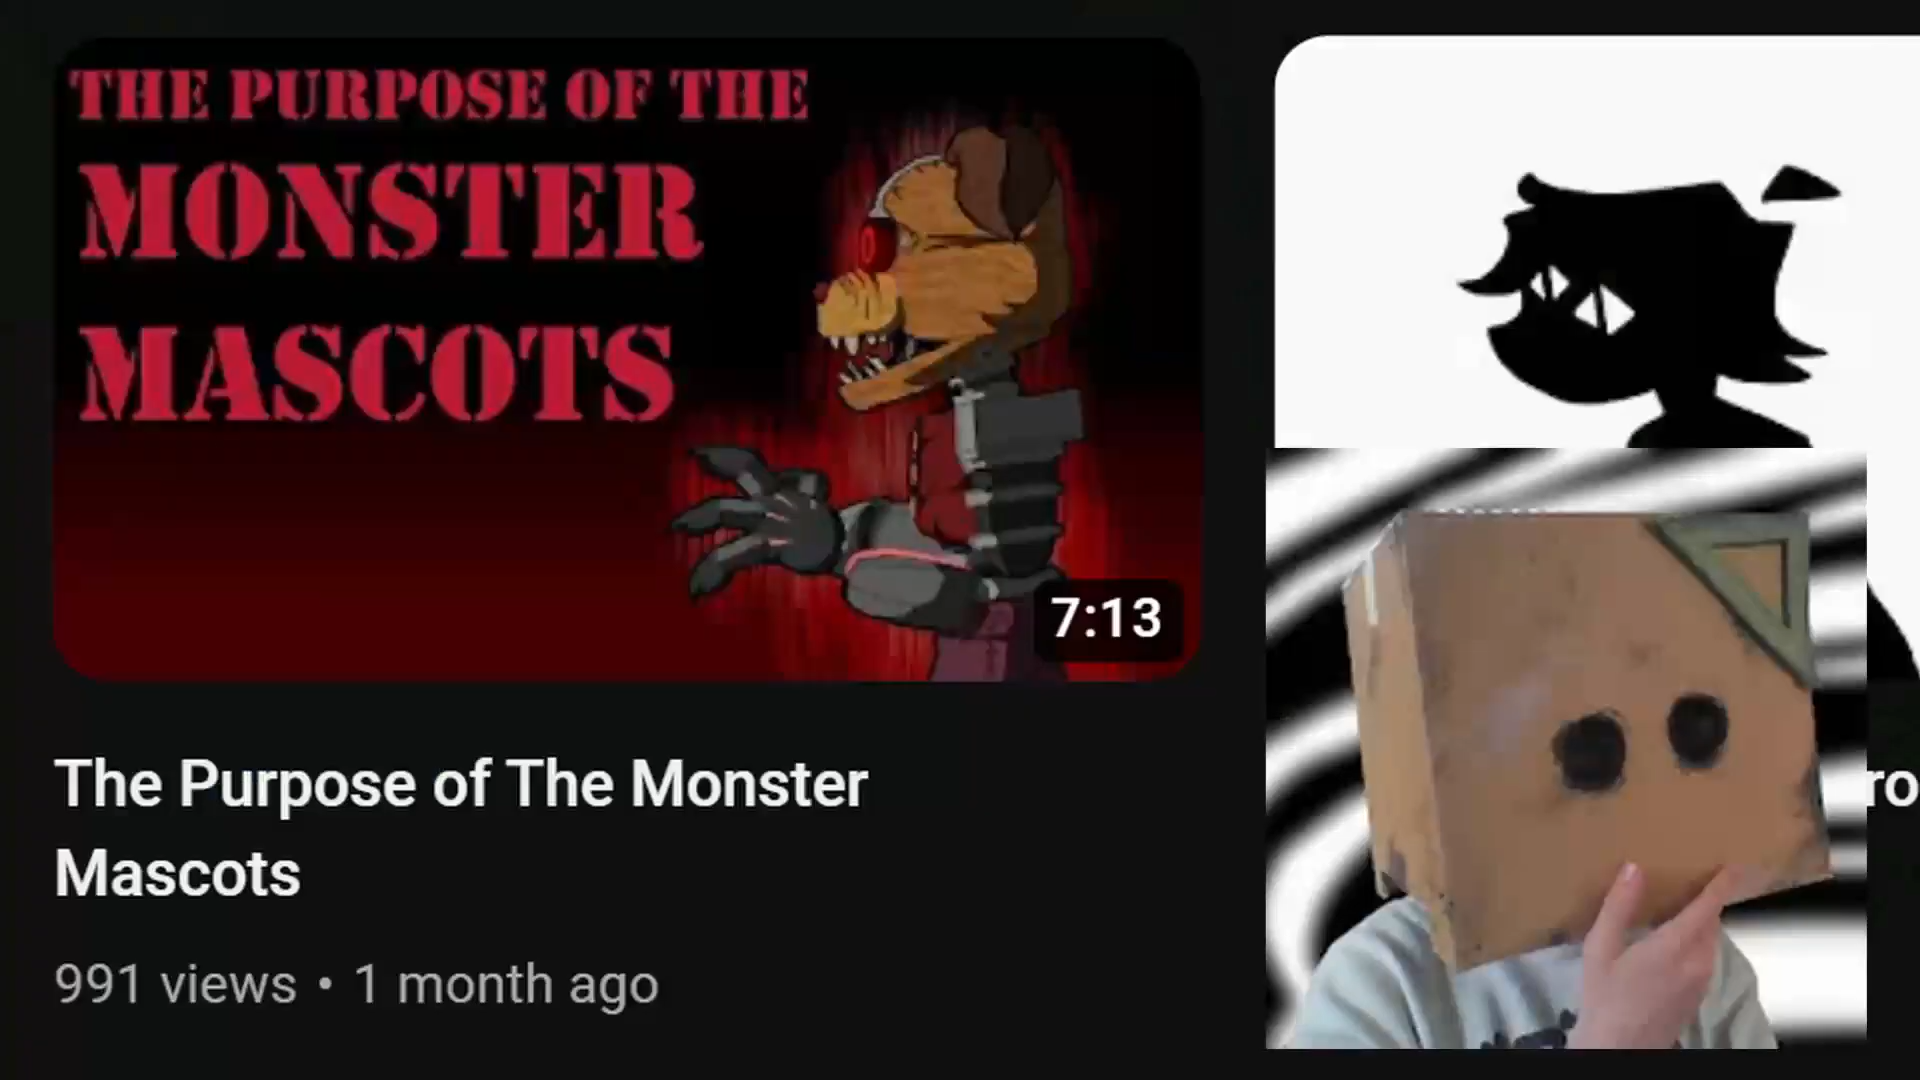 THE PURPOSE OF THE
MONSTER
MASCOTS
7:13
The Purpose of The Monster
Mascots
991 views • 1 month ago
ro